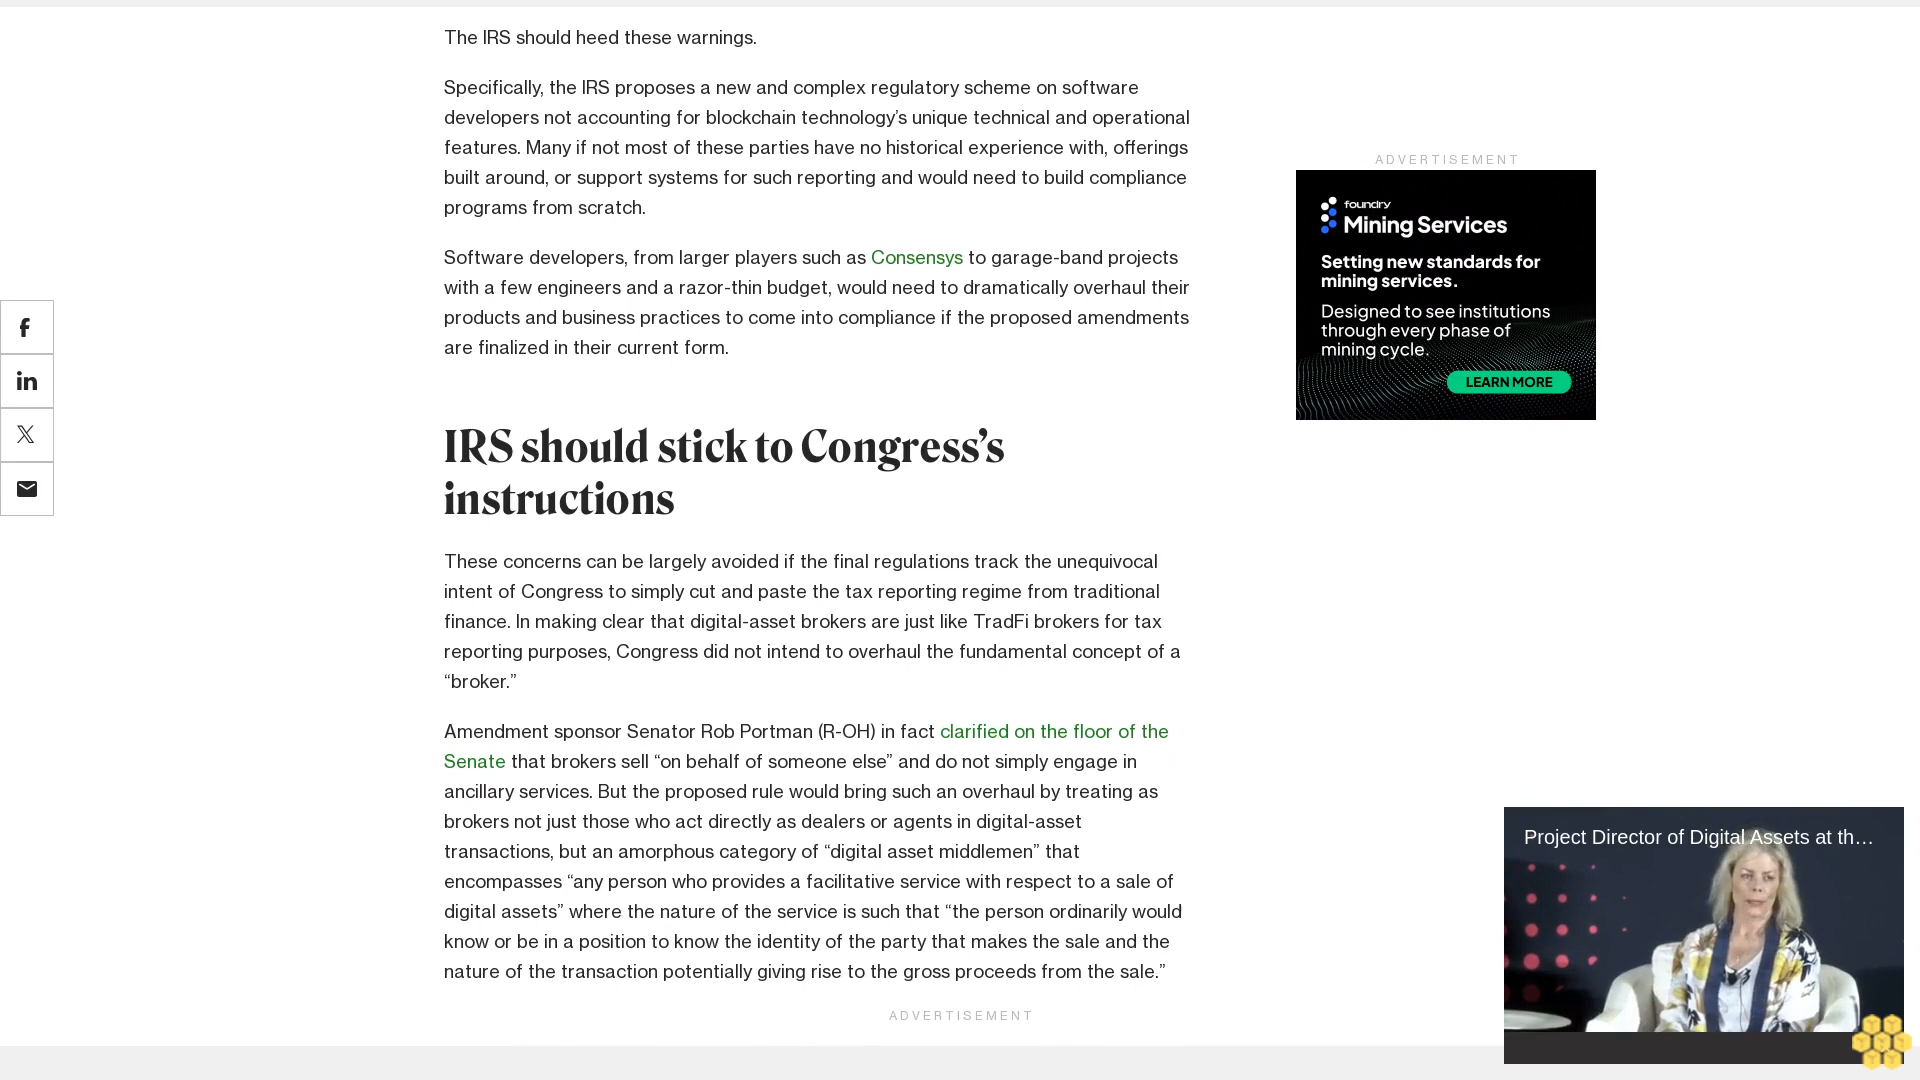 The IRS should heed these warnings.
Specifically, the IRS proposes a new and complex regulatory scheme on software
developers not accounting for blockchain technology’s unique technical and operational
features. Many if not most of these parties have no historical experience with, offerings
built around, or support systems for such reporting and would need to build compliance
programs from scratch.
Software developers, from larger players such as Consensys to garage-band projects
with a few engineers and a razor-thin budget, would need to dramatically overhaul their
products and business practices to come into compliance if the proposed amendments
are finalized in their current form.
IRS should stick to Congress’s
instructions
These concerns can be largely avoided if the final regulations track the unequivocal
intent of Congress to simply cut and paste the tax reporting regime from traditional
finance. In making clear that digital-asset brokers are just like TradFi brokers for tax
reporting purposes, Congress did not intend to overhaul the fundamental concept of a
“broker.”
Amendment sponsor Senator Rob Portman (R-OH) in fact clarified on the floor of the
Senate that brokers sell “on behalf of someone else” and do not simply engage in
ancillary services. But the proposed rule would bring such an overhaul by treating as
brokers not just those who act directly as dealers or agents in digital-asset
transactions, but an amorphous category of “digital asset middlemen” that
encompasses “any person who provides a facilitative service with respect to a sale of
digital assets” where the nature of the service is such that “the person ordinarily would
know or be in a position to know the identity of the party that makes the sale and the
nature of the transaction potentially giving rise to the gross proceeds from the sale.”
ADVERTISEMENT
ADVERTISEMENT
foundry
Mining Services
Setting new standards for
mining services.
Designed to see institutions
through every phase of
mining cycle.
LEARN MORE
Project Director of Digital Assets at th…